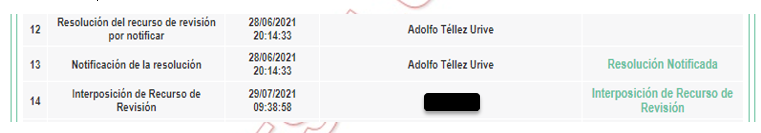 12 Resolución del recurso de revisión por notificar 28/06/2021 20:14:33 Adolfo Téllez Urive
13 Notificación de la resolución 28/06/2021 20:14:33 Adolfo Téllez Urive Resolución Notificada
14 Interposición de Recurso de Revisión 29/07/2021 09:38:58 Interposición de Recurso de Revisión